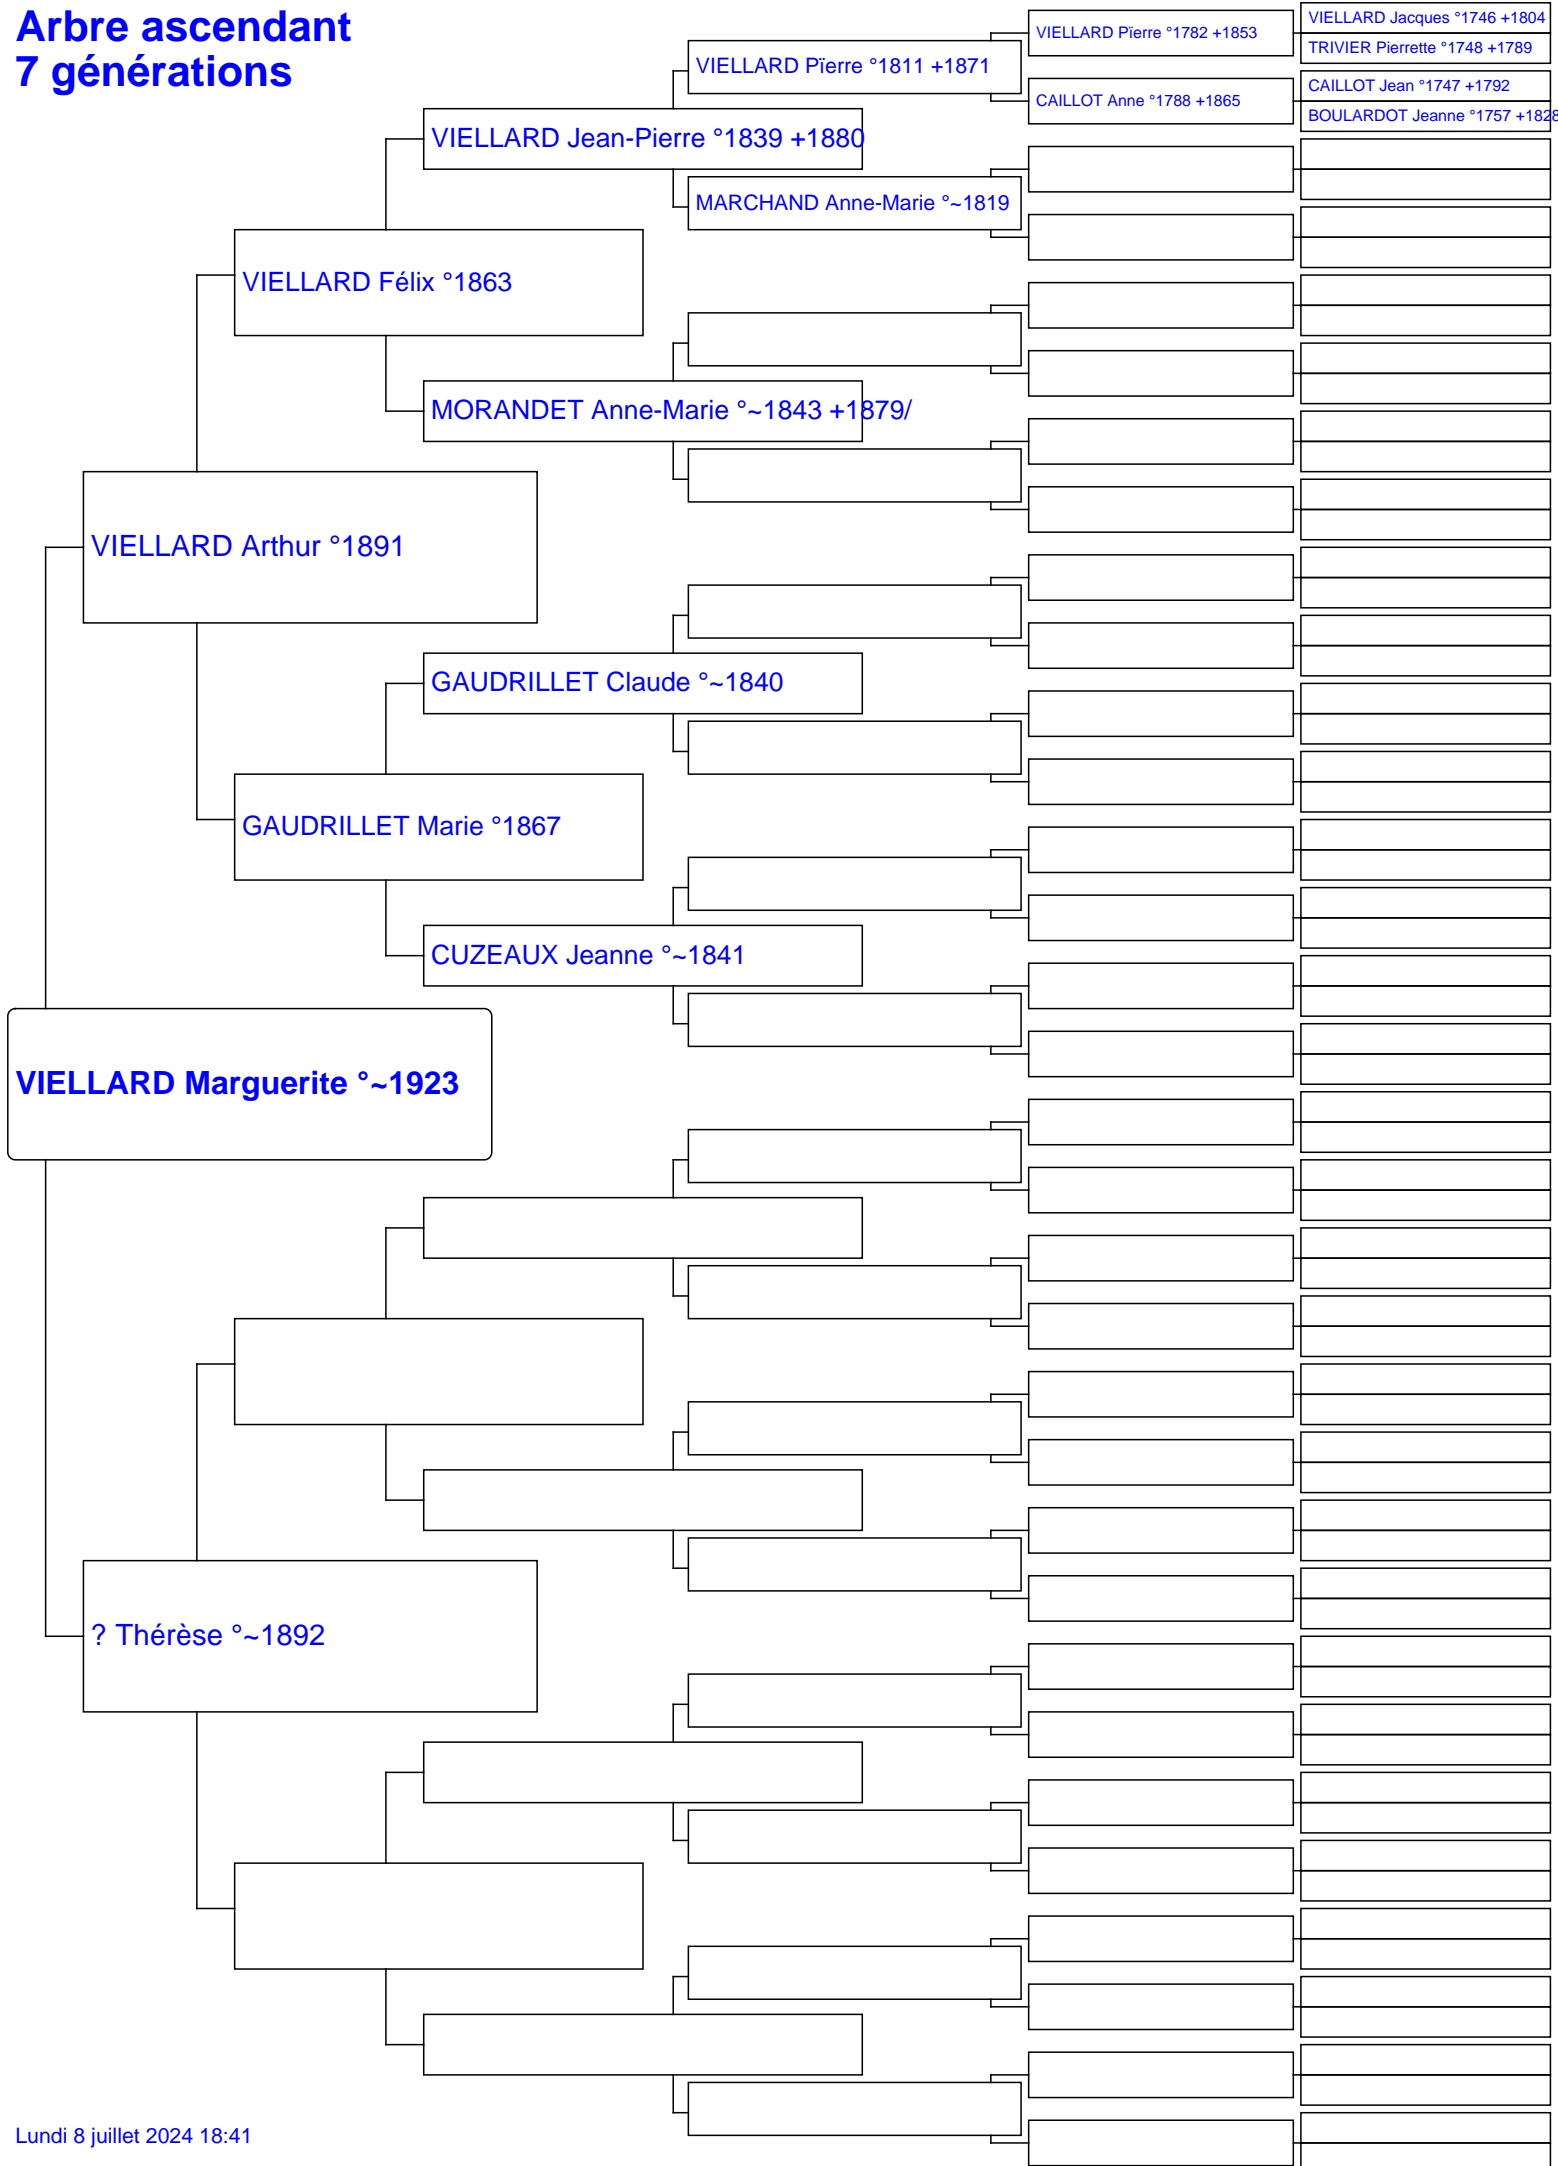 Arbre ascendant
7 générations
VIELLARD Jacques °1746 +1804
VIELLARD Pïerre °1782 +1853
TRIVIER Pierrette °1748 +1789
VIELLARD Pïerre °1811 +1871
CAILLOT Jean °1747 +1792
CAILLOT Anne °1788 +1865
BOULARDOT Jeanne °1757 +1828
VIELLARD Jean-Pierre °1839 +1880
MARCHAND Anne-Marie °~1819
VIELLARD Félix °1863
MORANDET Anne-Marie °~1843 +1879/
VIELLARD Arthur °1891
GAUDRILLET Claude °~1840
GAUDRILLET Marie °1867
CUZEAUX Jeanne °~1841
VIELLARD Marguerite °~1923
? Thérèse °~1892
Lundi 8 juillet 2024 18:41